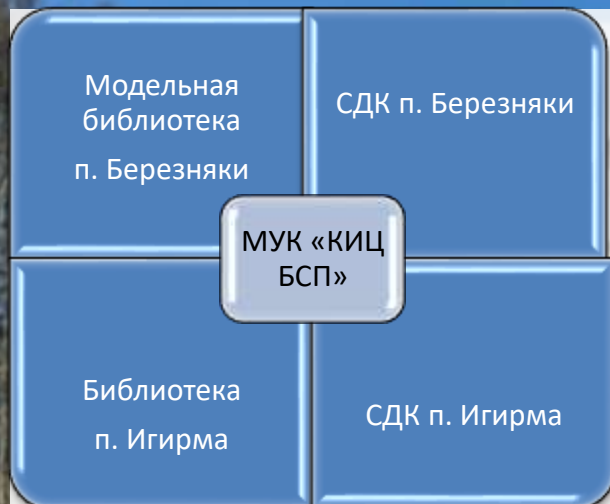 Модельная
библиотека
п. Березняки
СДК п. Березняки
МУК «КИЦ
БСП»
Библиотека
п. Игирма
СДК п. Игирма